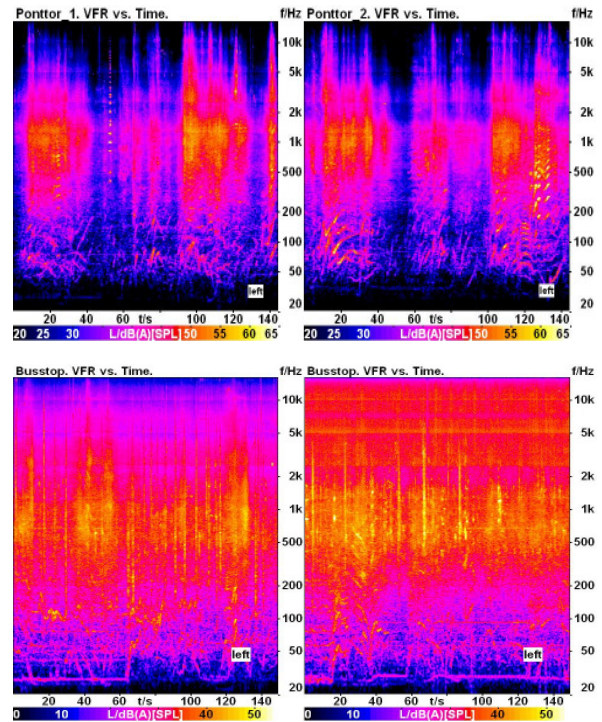 Ponttor_1. VFR vs. Time. f/Hz
10k
5k
2k
1k
500
200
100
50
20
left
20 60 t/s 100 120 140
20 25 30 L/dB(A)[SPL] 50 55 60 65
Ponttor_2. VFR vs. Time. f/Hz
10k
5k
2k
1k
500
200
100
50
20
left
20 40 60 t/s 100 120 140
20 25 30 L/dB(A)[SPL] 50 55 60 65
Busstop. VFR vs. Time. f/Hz
10k
5k
2k
1k
500
200
100
50
20
left
20 40 60 t/s 100 120
0 10 L/dB(A)[SPL] 40 50
Busstop. VFR vs. Time. f/Hz
10k
5k
2k
1k
500
200
100
50
20
left
20 40 60 t/s 100 120 140
0 10 L/dB(A)[SPL] 40 50